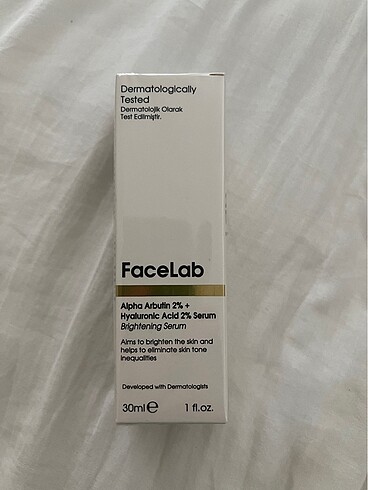 Dermatologically
Tested
Dermatolojik Olarak
Test Edilmiştir.
FaceLab
Alpha Arbutin 2% +
Hyaluronic Acid 2% Serum
Brightening Serum
Aims to brighten the skin and
helps to eliminate skin tone
inequalities
Developed with Dermatologists
30ml℮ 1 fl.oz.